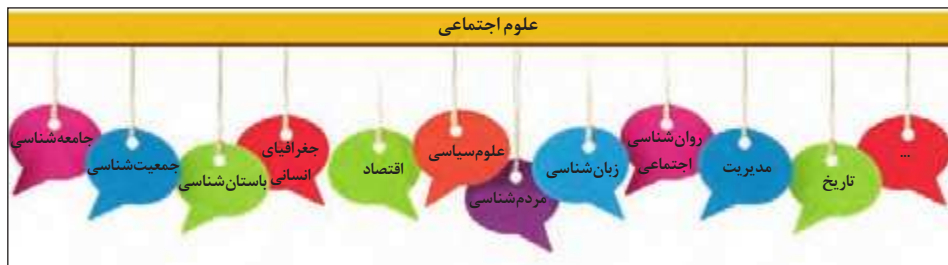 علوم اجتماعی
...
تاریخ
مدیریت
روان‌شناسی
اجتماعی
زبان‌شناسی
مردم‌شناسی
علوم‌سیاسی
اقتصاد
جغرافیای
انسانی
باستان‌شناسی
جمعیت‌شناسی
جامعه‌شناسی